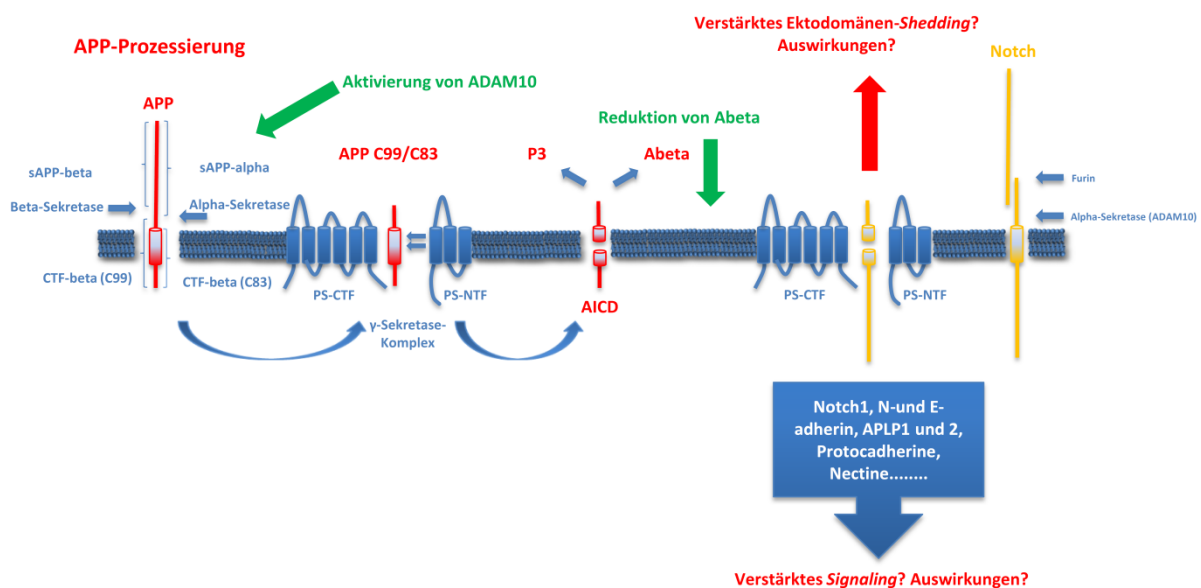 Verstärktes Ektodomänen-Shedding?
Auswirkungen?
APP-Prozessierung
Notch
Aktivierung von ADAM10
APP
Reduktion von Abeta
APP C99/C83
P3
Abeta
sAPP-beta
sAPP-alpha
Furin
Beta-Sekretase
Alpha-Sekretase
Alpha-Sekretase (ADAM10)
CTF-beta (C99)
CTF-beta (C83)
PS-CTF
PS-NTF
PS-CTF
PS-NTF
AICD
γ-Sekretase-
Komplex
Notch1, N-und E-
adherin, APLP1 und 2,
Protocadherine,
Nectine........
Verstärktes Signaling? Auswirkungen?